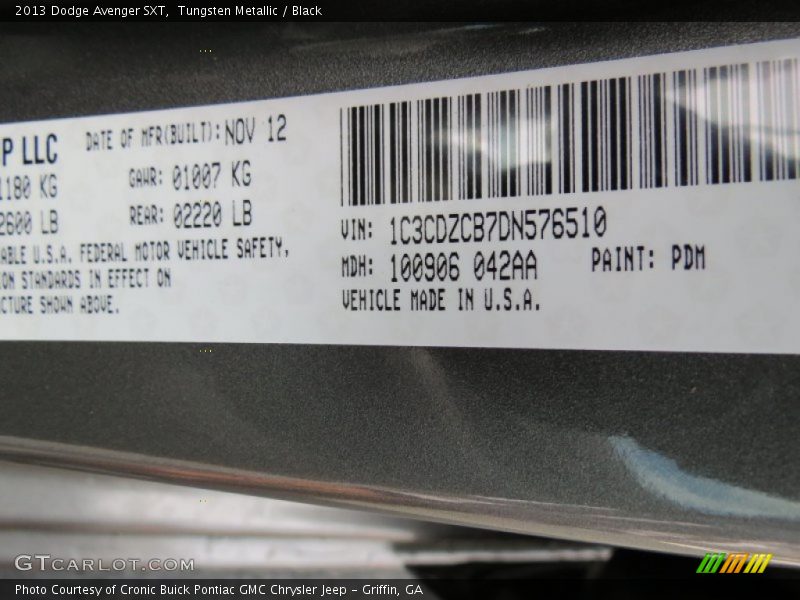 2013 Dodge Avenger SXT, Tungsten Metallic / Black
P LLC DATE OF MFR(BUILT): NOV 12
1180 KG GAWR: 01007 KG
2600 LB REAR: 02220 LB
ABLE U.S.A. FEDERAL MOTOR VEHICLE SAFETY,
ON STANDARDS IN EFFECT ON
CTURE SHOWN ABOVE.
VIN: 1C3CDZCB7DN576510
MDH: 100906 042AA PAINT: PDM
VEHICLE MADE IN U.S.A.
GTCARLOT.COM
Photo Courtesy of Cronic Buick Pontiac GMC Chrysler Jeep - Griffin, GA